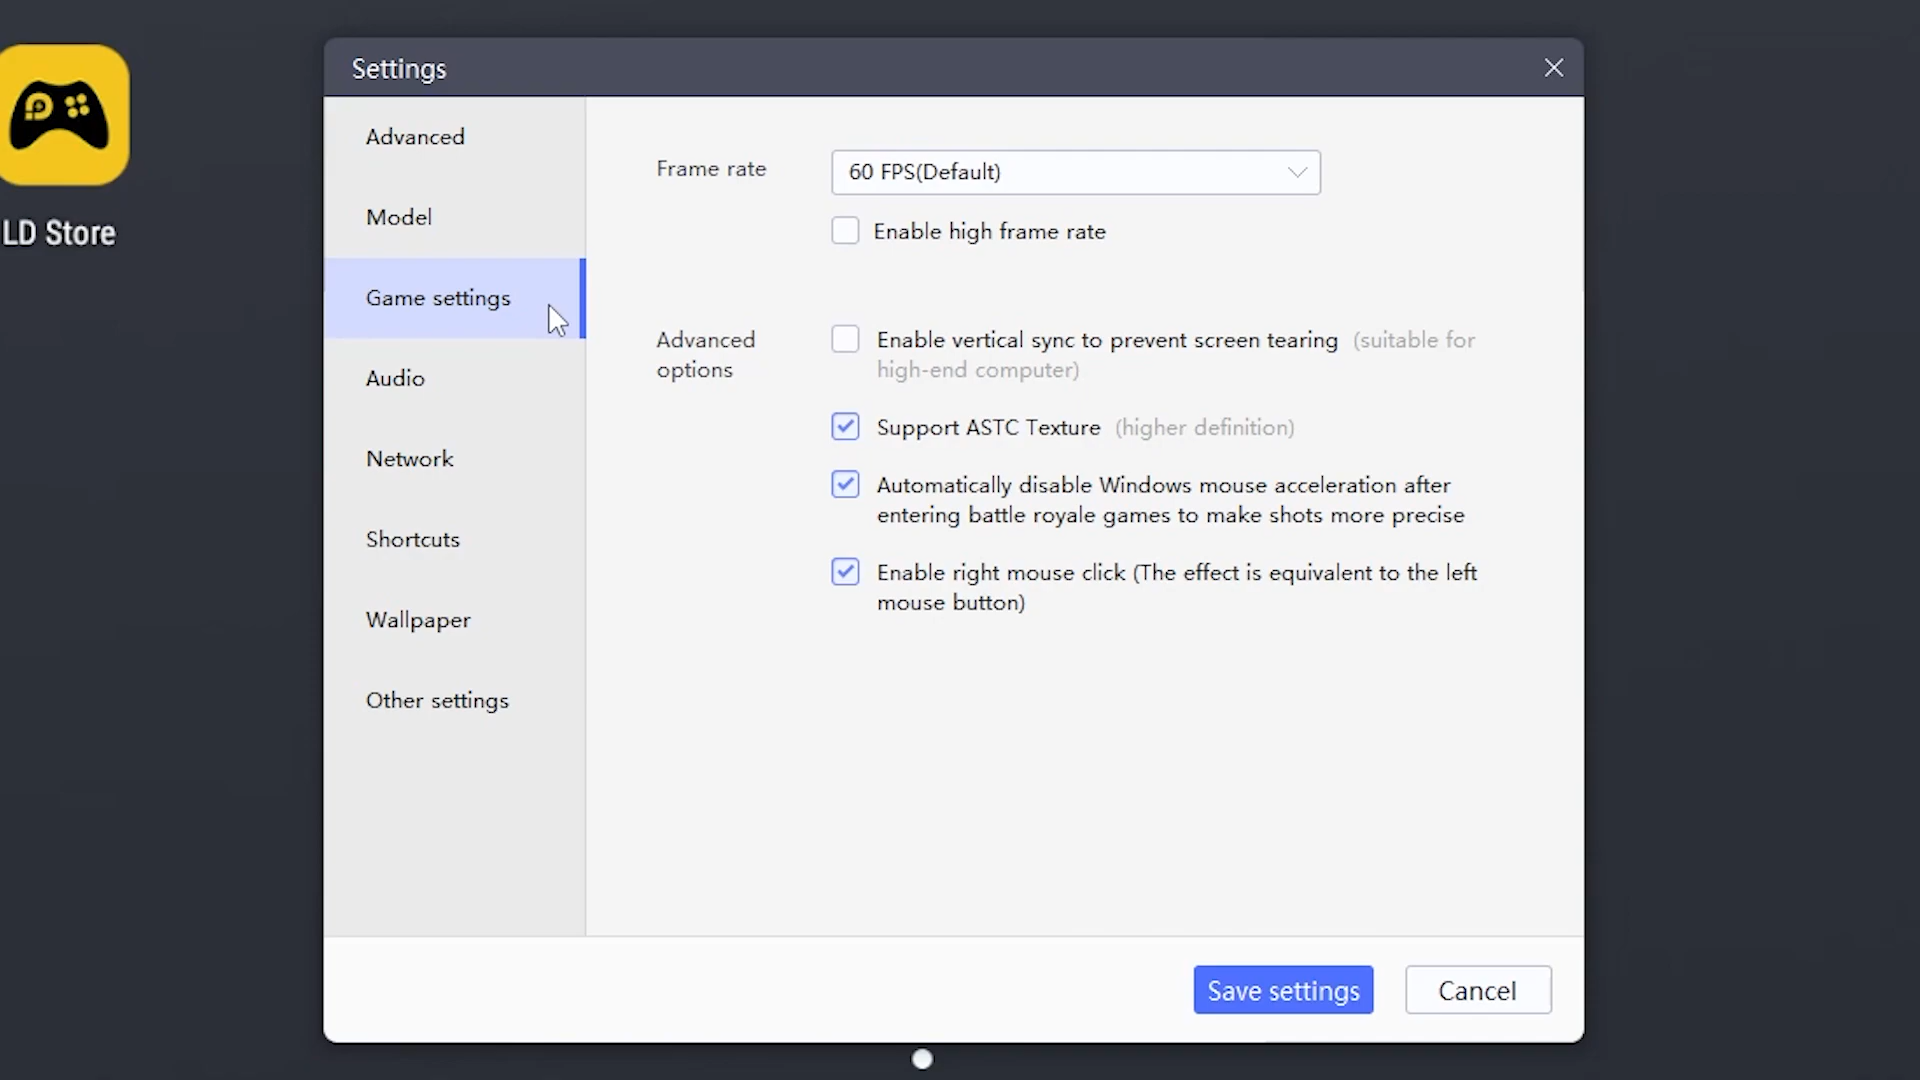 Settings
LD Store
Advanced
Model
Game settings
Audio
Network
Shortcuts
Wallpaper
Other settings
Frame rate
60 FPS(Default)
Enable high frame rate
Advanced
options
Enable vertical sync to prevent screen tearing (suitable for
high-end computer)
Support ASTC Texture (higher definition)
Automatically disable Windows mouse acceleration after
entering battle royale games to make shots more precise
Enable right mouse click (The effect is equivalent to the left
mouse button)
Save settings
Cancel